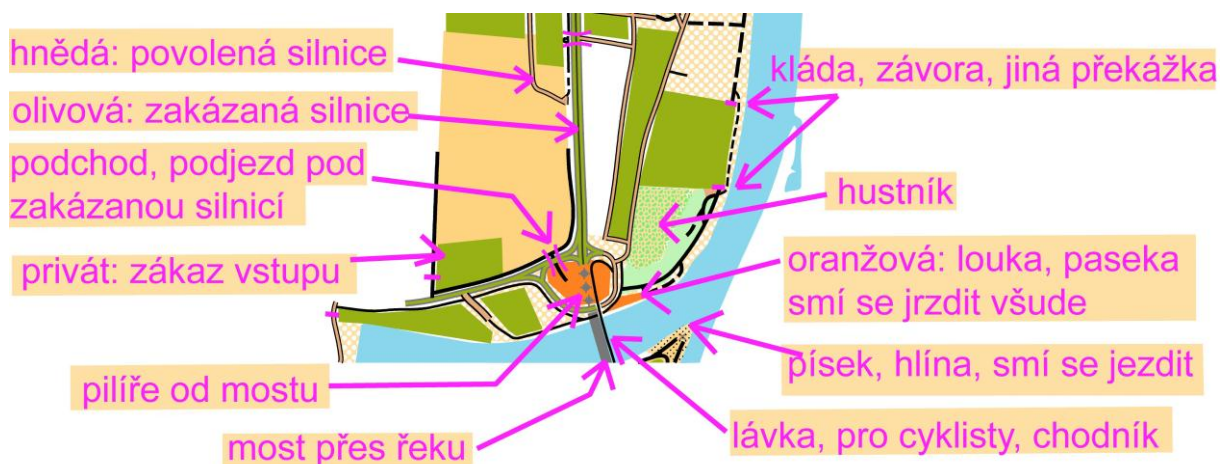 hnědá: povolená silnice
olivová: zakázaná silnice
podchod, podjezd pod
zakázanou silnicí
privát: zákaz vstupu
pilíře od mostu
most přes řeku
kláda, závora, jiná překážka
hustník
oranžová: louka, paseka
smí se jrzdit všude
písek, hlína, smí se jezdit
lávka, pro cyklisty, chodník